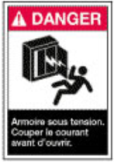 DANGER
Armoire sous tension.
Couper le courant
avant d'ouvrir.